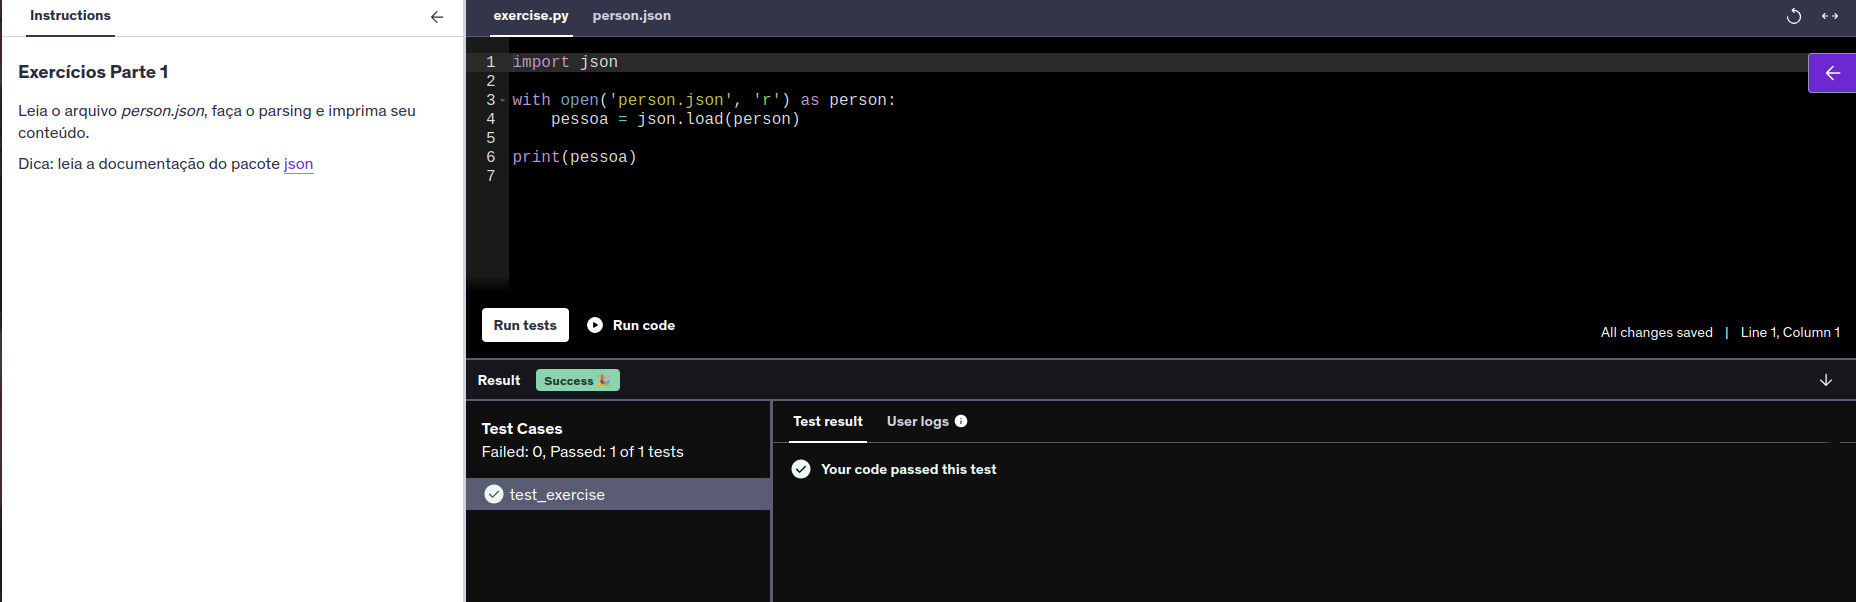 Instructions
Exercícios Parte 1
Leia o arquivo person.json, faça o parsing e imprima seu
conteúdo.
Dica: leia a documentação do pacote json
exercise.py person.json
1 import json
2
3 with open('person.json', 'r') as person:
4     pessoa = json.load(person)
5
6 print(pessoa)
7
Run tests Run code
All changes saved | Line 1, Column 1
Result Success
Test Cases
Failed: 0, Passed: 1 of 1 tests
test_exercise
Test result User logs
Your code passed this test